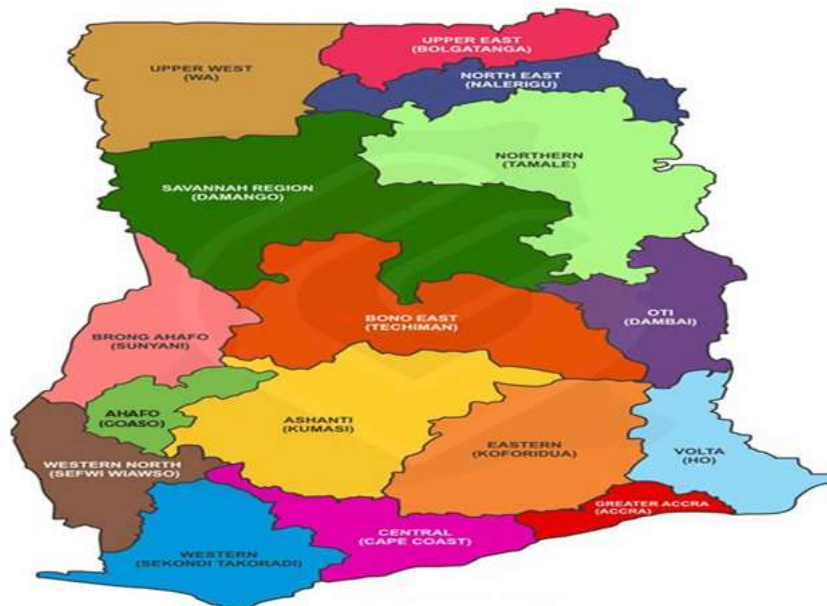 UPPER EAST
(BOLGATANGA)
UPPER WEST
(WA)
NORTH EAST
(NALERIGU)
NORTHERN
(TAMALE)
SAVANNAH REGION
(DAMANGO)
OTI
(DAMBAI)
BONO EAST
(TECHIMAN)
BRONG AHAFO
(SUNYANI)
AHAFO
(GOASO)
ASHANTI
(KUMASI)
EASTERN
(KOFORIDUA)
VOLTA
(HO)
WESTERN NORTH
(SEFWI WIAWSO)
GREATER ACCRA
(ACCRA)
CENTRAL
(CAPE COAST)
WESTERN
(SEKONDI TAKORADI)